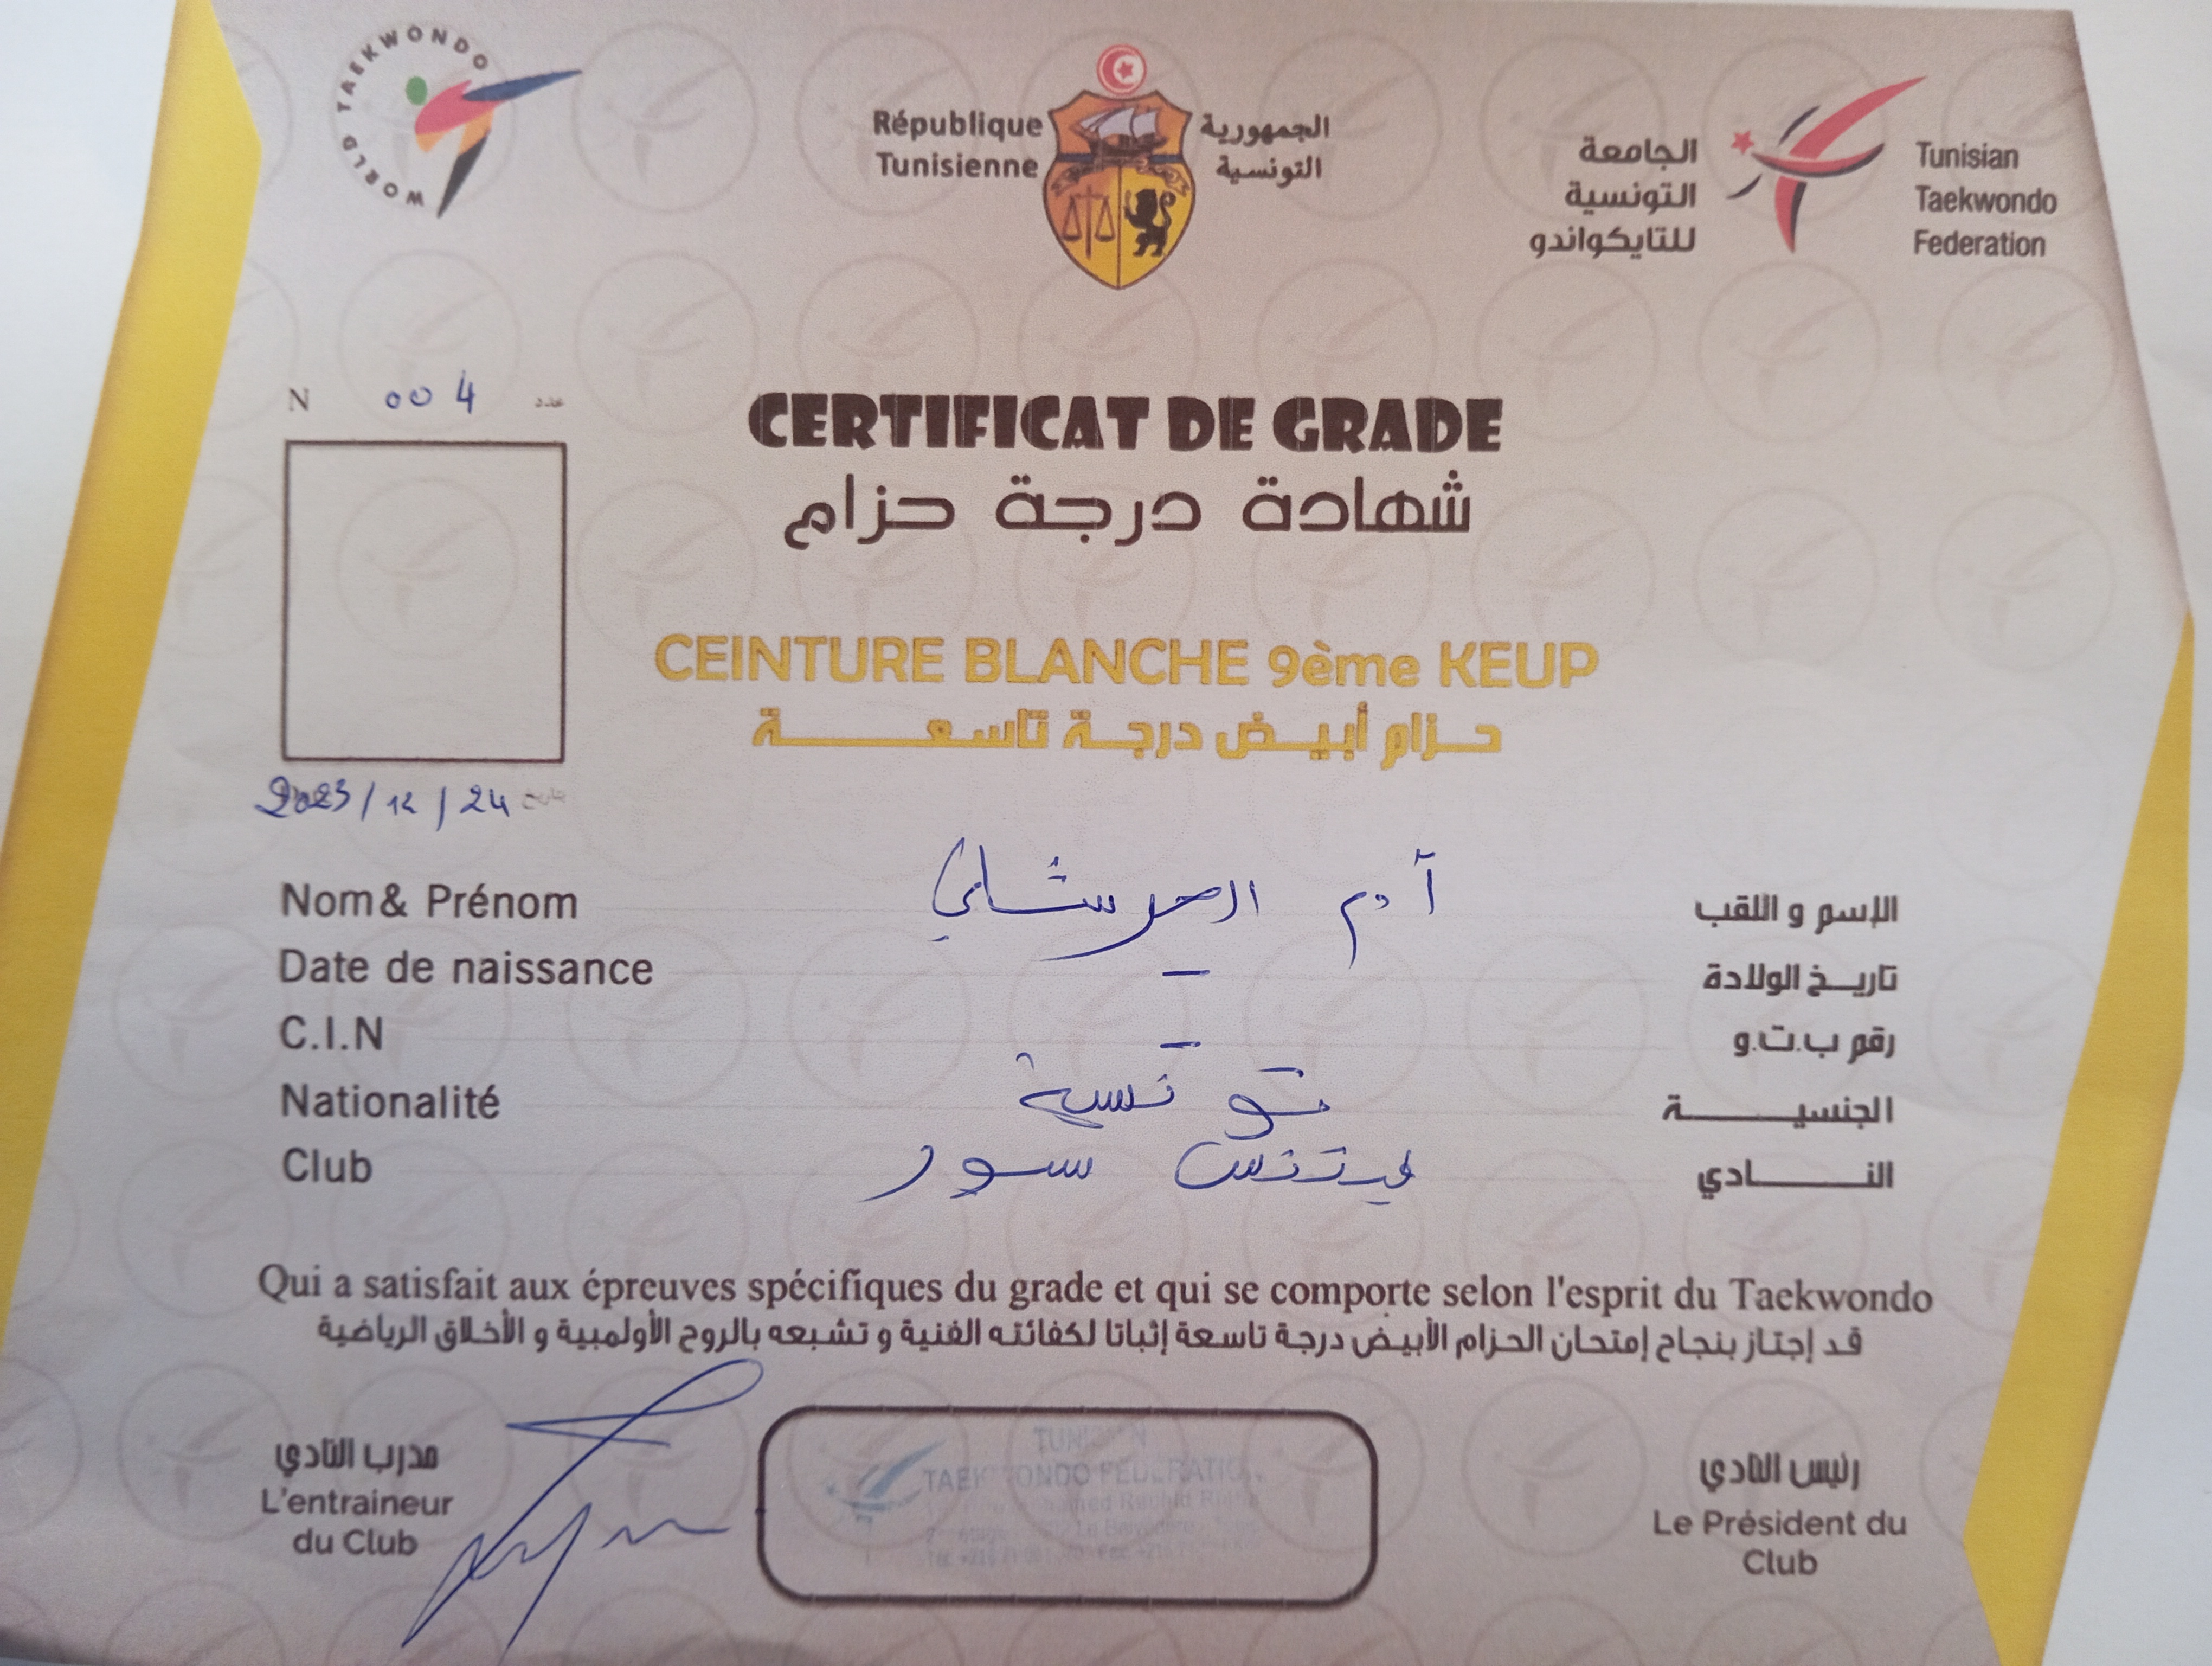 WORLD TAEKWONDO
République
Tunisienne
الجمهورية
التونسية
الجامعة
التونسية
للتايكواندو
Tunisian
Taekwondo
Federation
N 004 عدد
CERTIFICAT DE GRADE
شهادة درجة حزام
CEINTURE BLANCHE 9ème KEUP
حزام أبيض درجة تاسعة
2023/12/24 تاريخ
Nom& Prénom آدم الإسم و اللقب
Date de naissance - تاريخ الولادة
C.I.N - رقم ب.ت.و
Nationalité تونسية الجنسية
Club فيتنس سور النادي
Qui a satisfait aux épreuves spécifiques du grade et qui se comporte selon l'esprit du Taekwondo
قد إجتاز بنجاح إمتحان الحزام الأبيض درجة تاسعة إثباتا لكفائته الفنية و تشبعه بالروح الأولمبية و الأخلاق الرياضية
مدرب النادي
L'entraineur
du Club
TUNISIAN
TAEKWONDO FEDERATION
رئيس النادي
Le Président du
Club